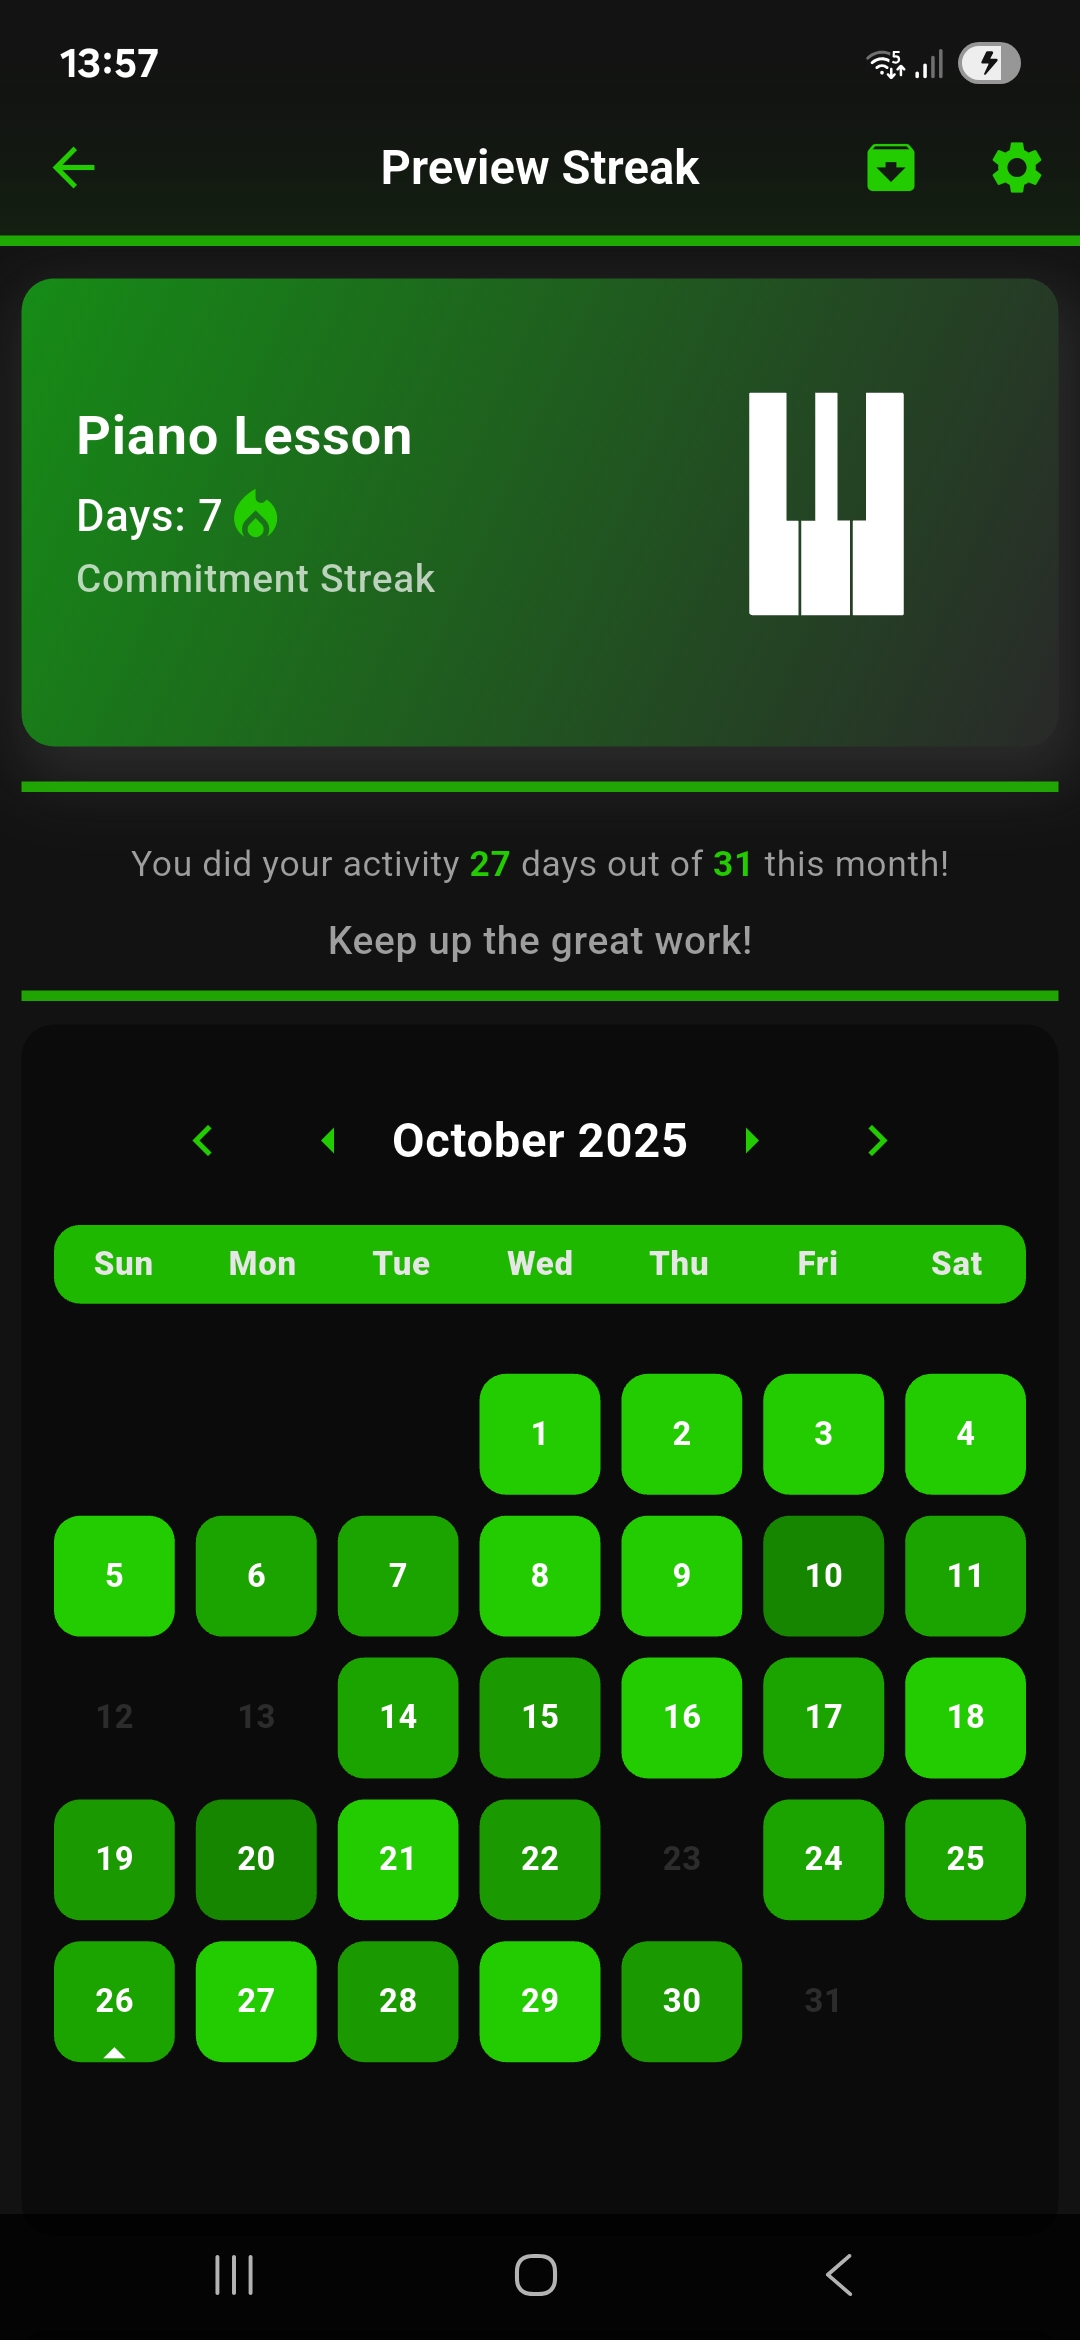 13:57
5
Preview Streak
Piano Lesson
Days: 7
Commitment Streak
You did your activity 27 days out of 31 this month!
Keep up the great work!
October 2025
Sun Mon Tue Wed Thu Fri Sat
1 2 3 4
5 6 7 8 9 10 11
12 13 14 15 16 17 18
19 20 21 22 23 24 25
26 27 28 29 30 31